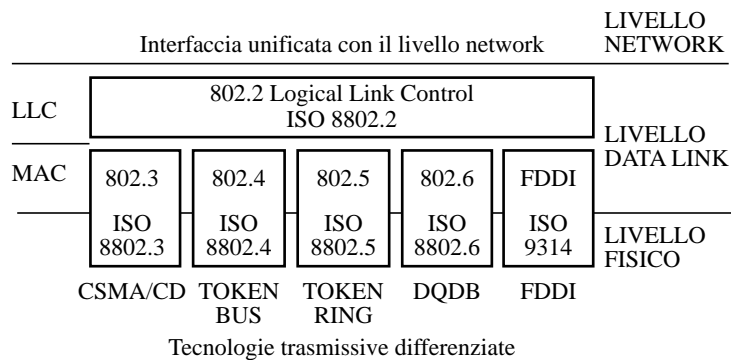 LIVELLO
NETWORK
Interfaccia unificata con il livello network
802.2 Logical Link Control
ISO 8802.2
LLC
LIVELLO
DATA LINK
MAC
802.3 802.4 802.5 802.6 FDDI
ISO ISO ISO ISO ISO
8802.3 8802.4 8802.5 8802.6 9314
LIVELLO
FISICO
CSMA/CD TOKEN TOKEN DQDB FDDI
BUS RING
Tecnologie trasmissive differenziate